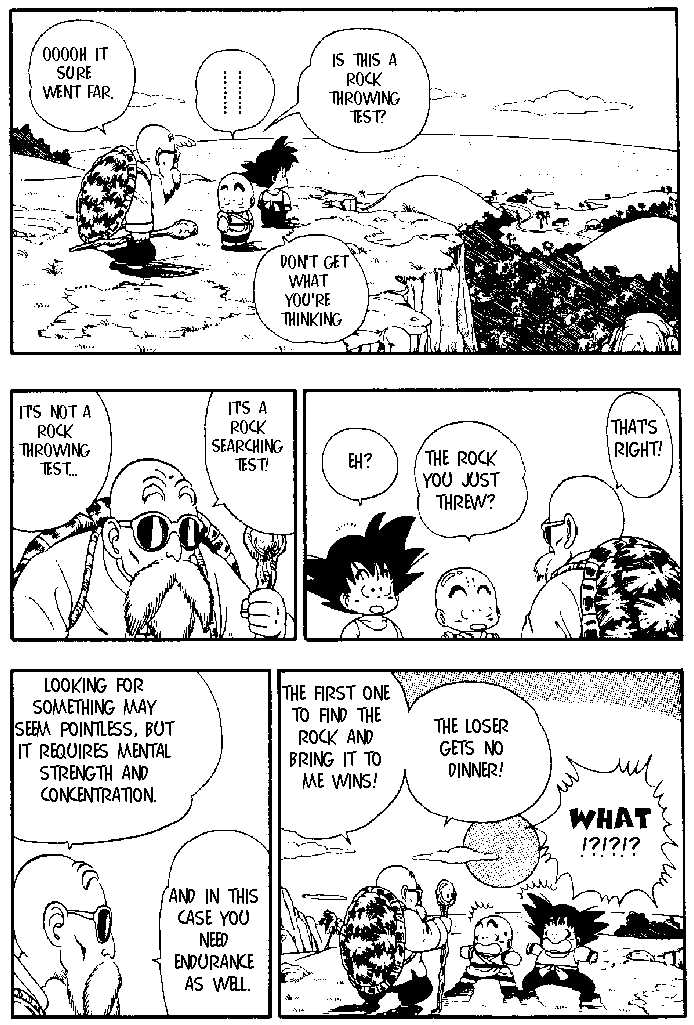 OOOOH IT
SURE
WENT FAR.
IS THIS A
ROCK
THROWING
TEST?
DON'T GET
WHAT
YOU'RE
THINKING
IT'S NOT A
ROCK
THROWING
TEST...
IT'S A
ROCK
SEARCHING
TEST!
EH?
THE ROCK
YOU JUST
THREW?
THAT'S
RIGHT!
LOOKING FOR
SOMETHING MAY
SEEM POINTLESS, BUT
IT REQUIRES MENTAL
STRENGTH AND
CONCENTRATION.
AND IN THIS
CASE YOU
NEED
ENDURANCE
AS WELL.
THE FIRST ONE
TO FIND THE
ROCK AND
BRING IT TO
ME WINS!
THE LOSER
GETS NO
DINNER!
WHAT
!?!?!?